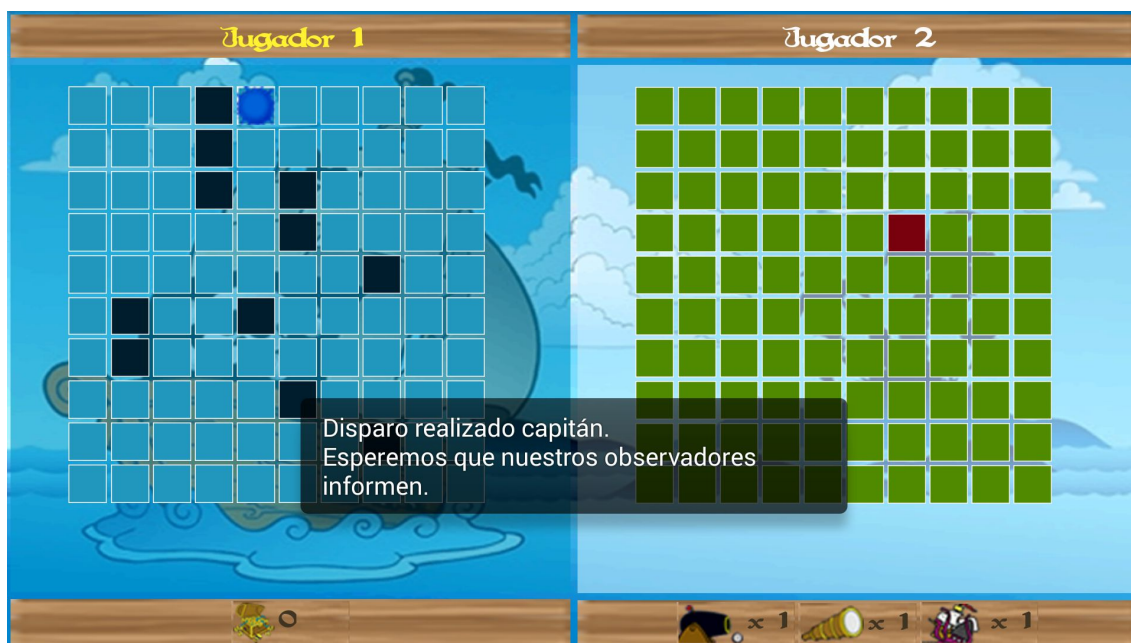 Jugador 1
Jugador 2
Disparo realizado capitán.
Esperemos que nuestros observadores
informen.
0
x 1
x 1
x 1